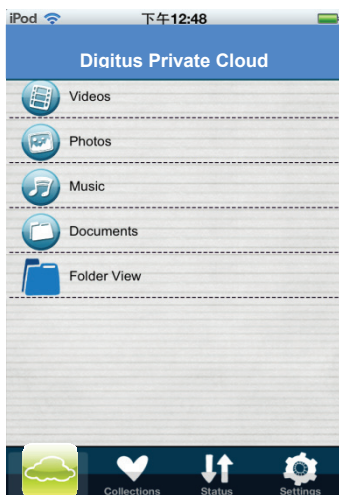 iPod 下午12:48
Digitus Private Cloud
Videos
Photos
Music
Documents
Folder View
Collections Status Settings